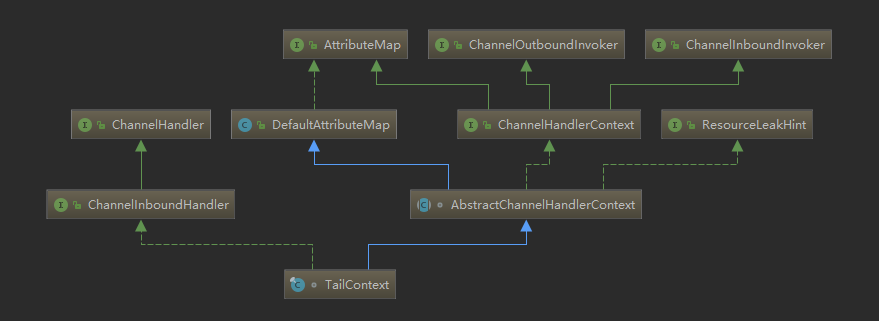 AttributeMap
ChannelOutboundInvoker
ChannelInboundInvoker
ChannelHandler
DefaultAttributeMap
ChannelHandlerContext
ResourceLeakHint
ChannelInboundHandler
AbstractChannelHandlerContext
TailContext